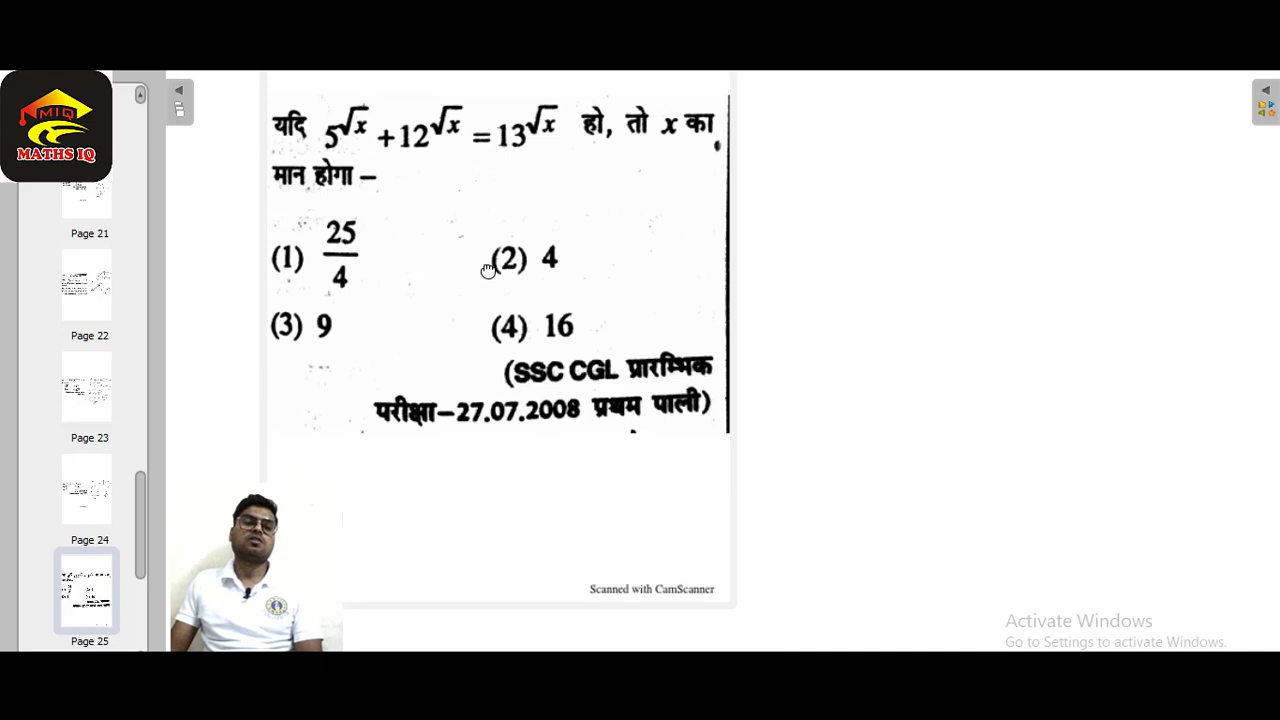 MIQ
MATHS IQ
यदि 5^√x + 12^√x = 13^√x हो, तो x का
मान होगा –
(1) 25/4 (2) 4
(3) 9 (4) 16
(SSC CGL प्रारम्भिक
परीक्षा–27.07.2008 प्रथम पाली)
Scanned with CamScanner
Page 21
Page 22
Page 23
Page 24
Page 25
Activate Windows
Go to Settings to activate Windows.